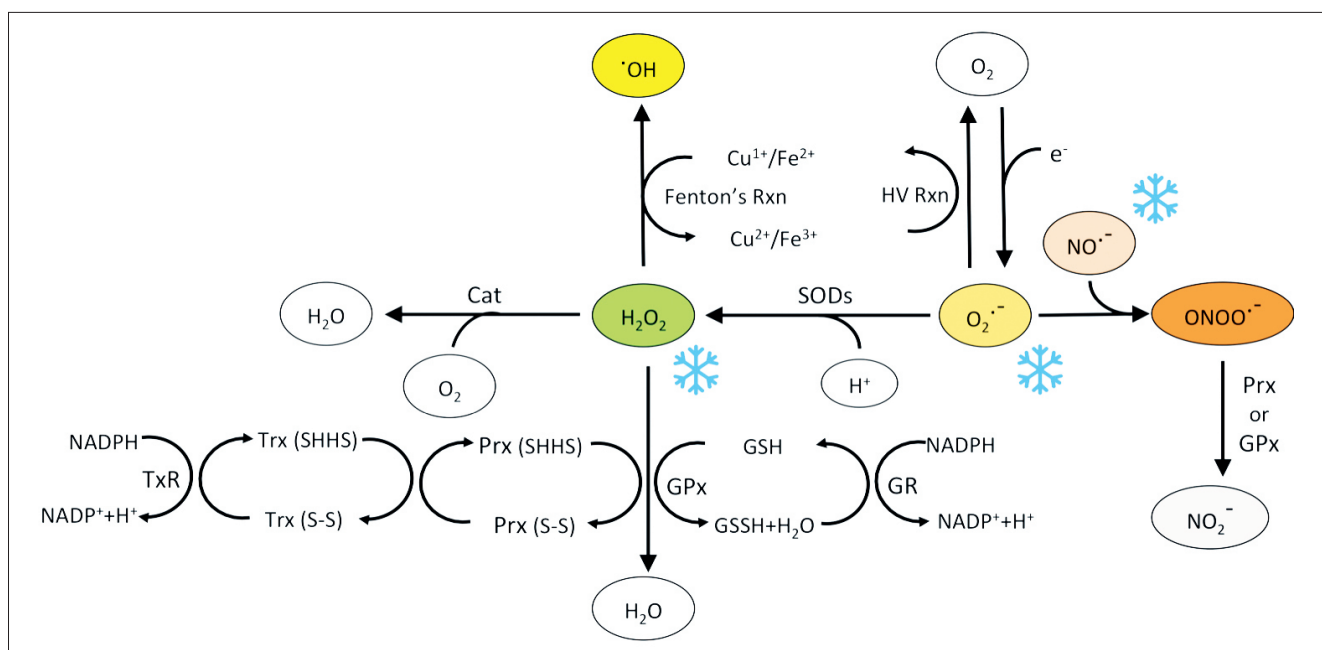 ˙OH
O₂
Cu¹⁺/Fe²⁺
Fenton's Rxn
Cu²⁺/Fe³⁺
HV Rxn
e⁻
NO˙⁻
H₂O
Cat
H₂O₂
SODs
O₂˙⁻
ONOO˙⁻
O₂
H⁺
Prx
or
GPx
NADPH
TxR
NADP⁺+H⁺
Trx (SHHS)
Trx (S-S)
Prx (SHHS)
Prx (S-S)
GSH
GPx
GSSH+H₂O
NADPH
GR
NADP⁺+H⁺
NO₂⁻
H₂O